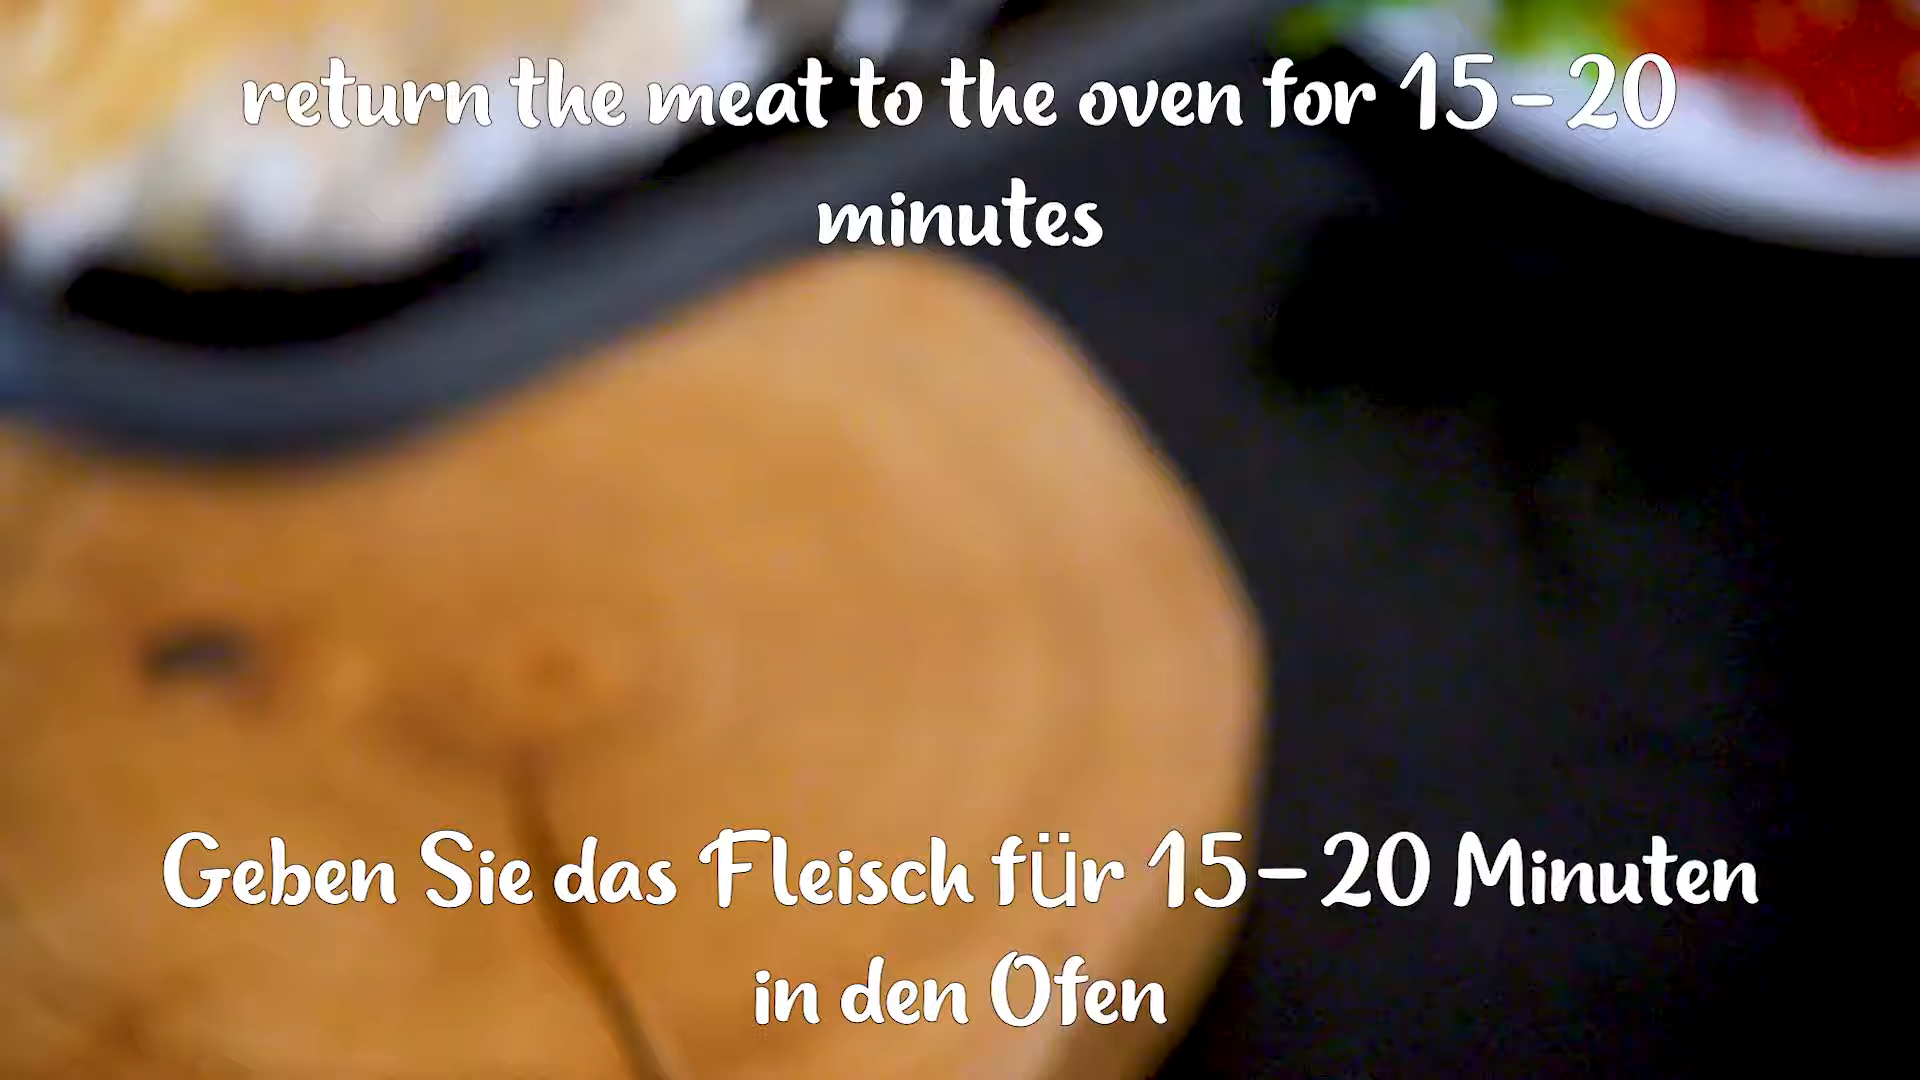 return the meat to the oven for 15-20
minutes
Geben Sie das Fleisch für 15-20 Minuten
in den Ofen